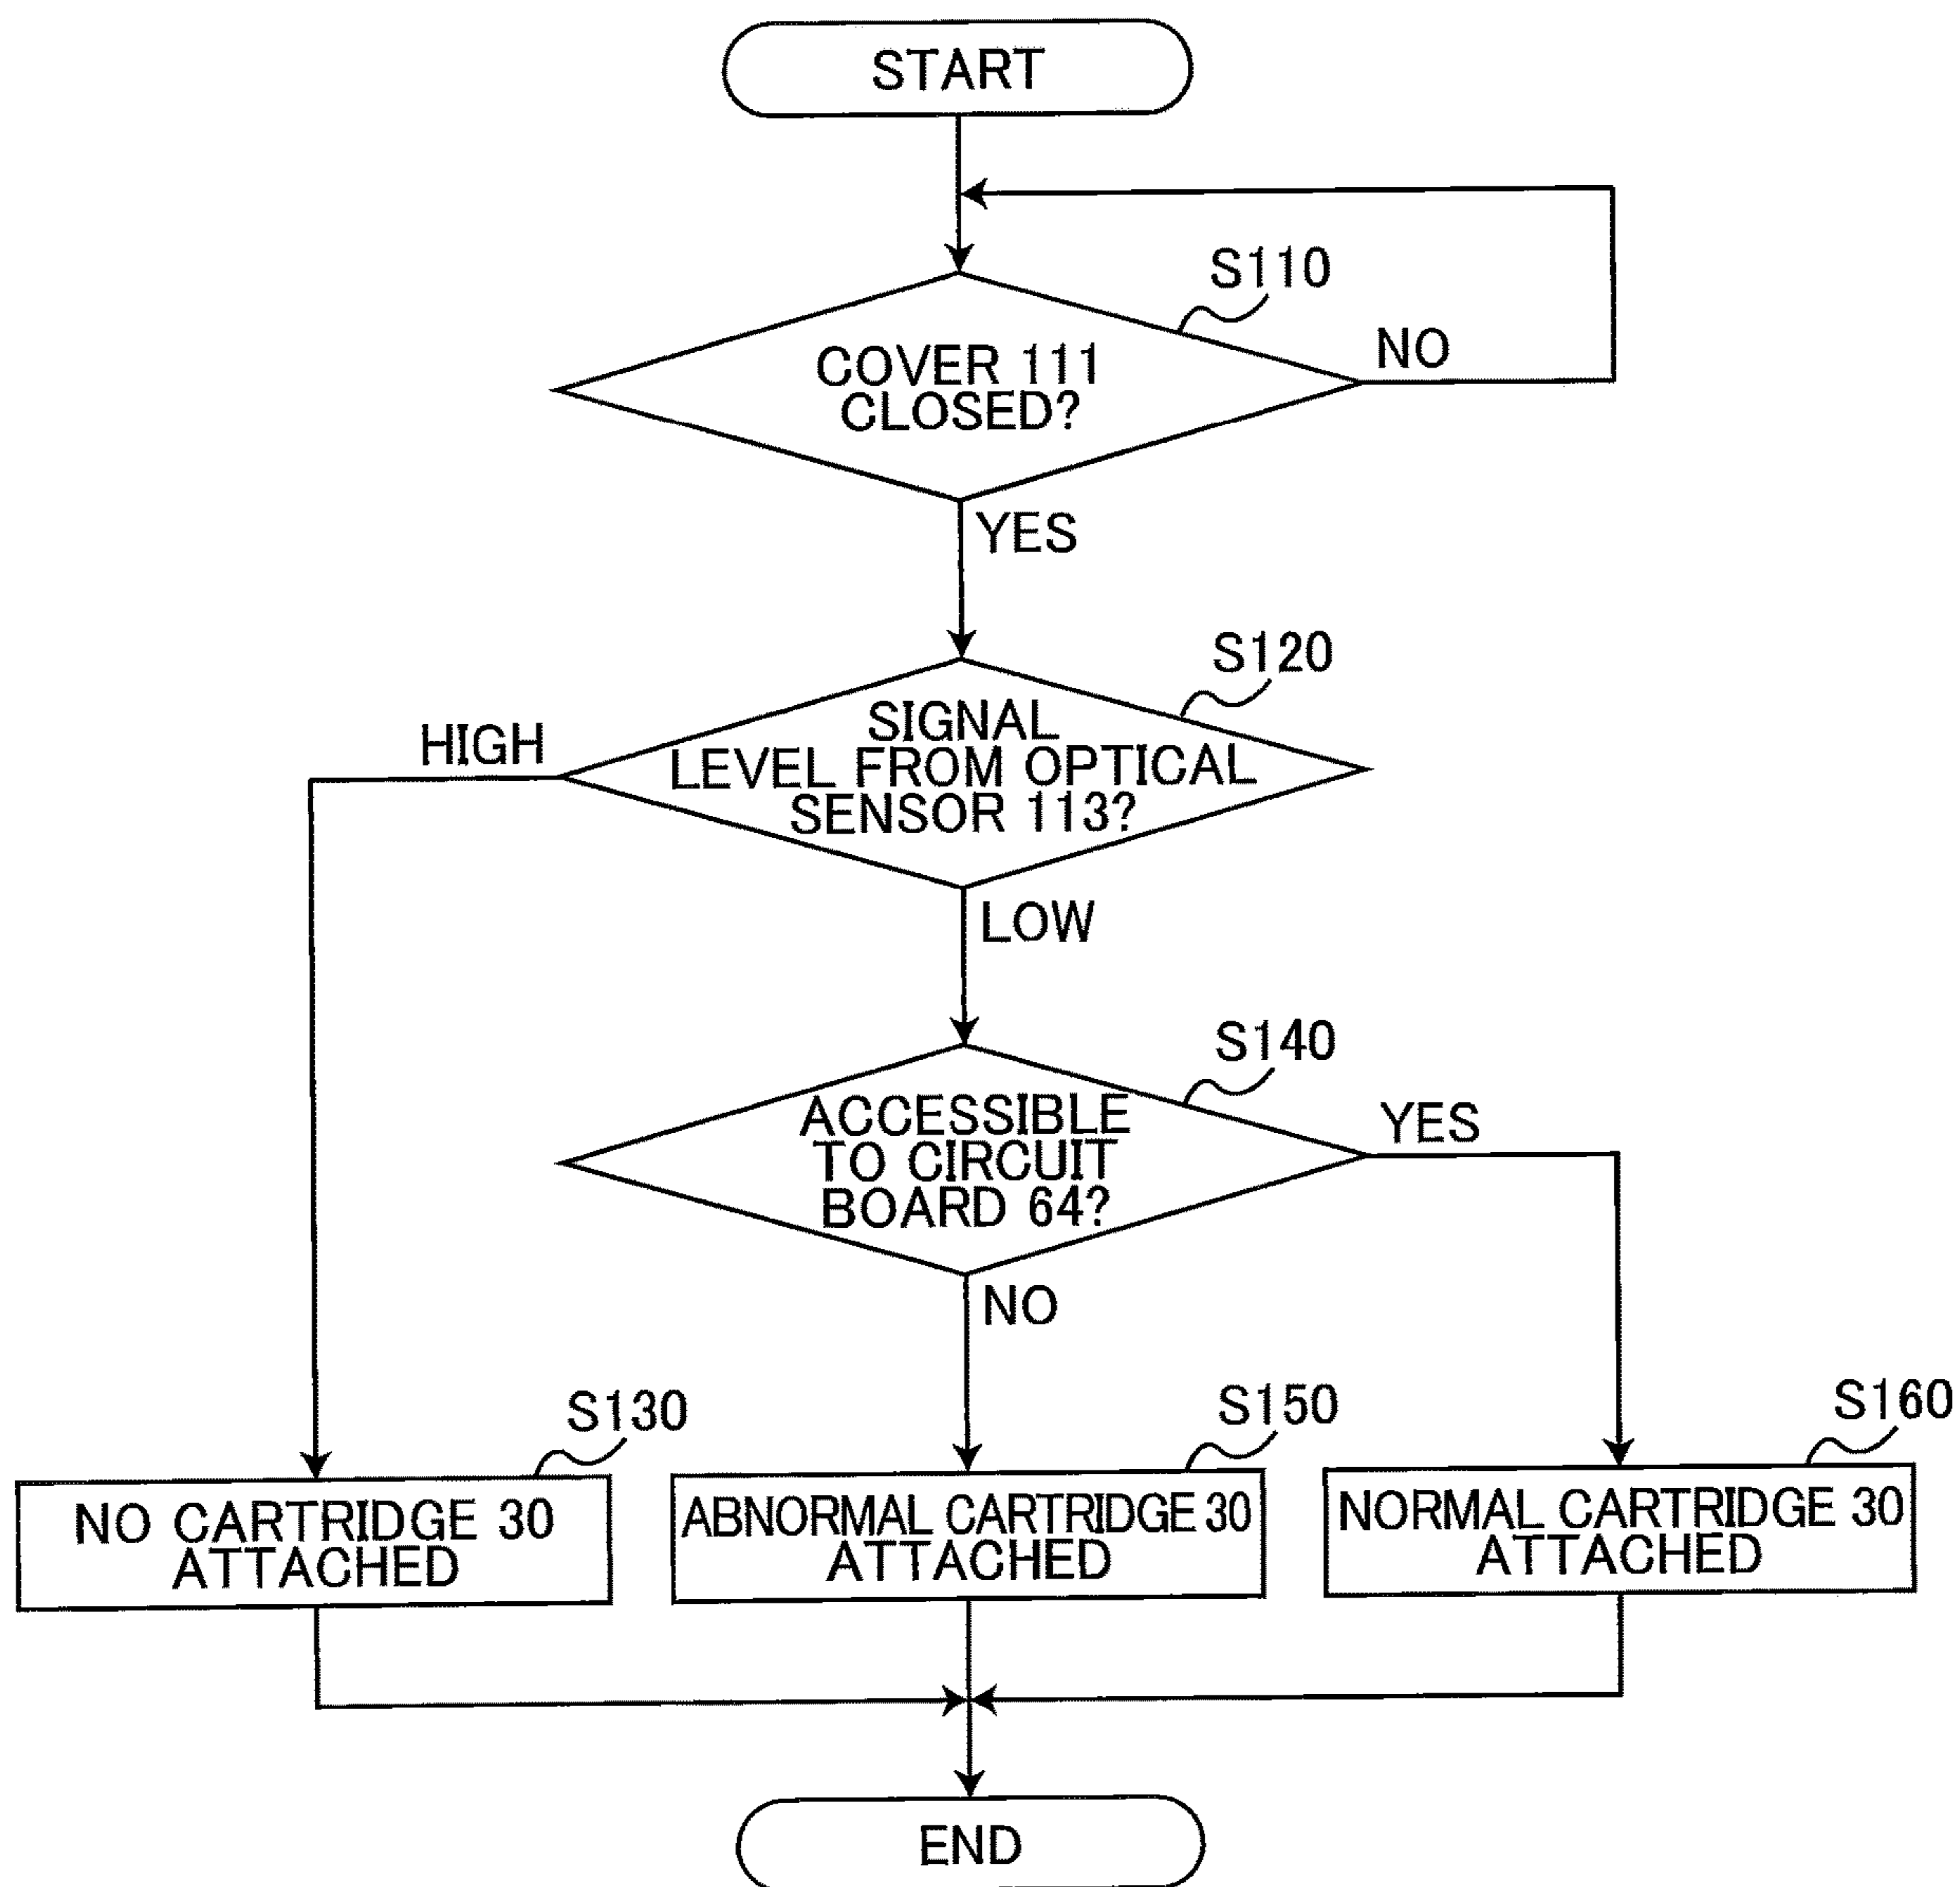 START
S110
COVER 111
CLOSED?
NO
YES
S120
SIGNAL
LEVEL FROM OPTICAL
SENSOR 113?
HIGH
LOW
S140
ACCESSIBLE
TO CIRCUIT
BOARD 64?
YES
NO
S130
NO CARTRIDGE 30
ATTACHED
S150
ABNORMAL CARTRIDGE 30
ATTACHED
S160
NORMAL CARTRIDGE 30
ATTACHED
END